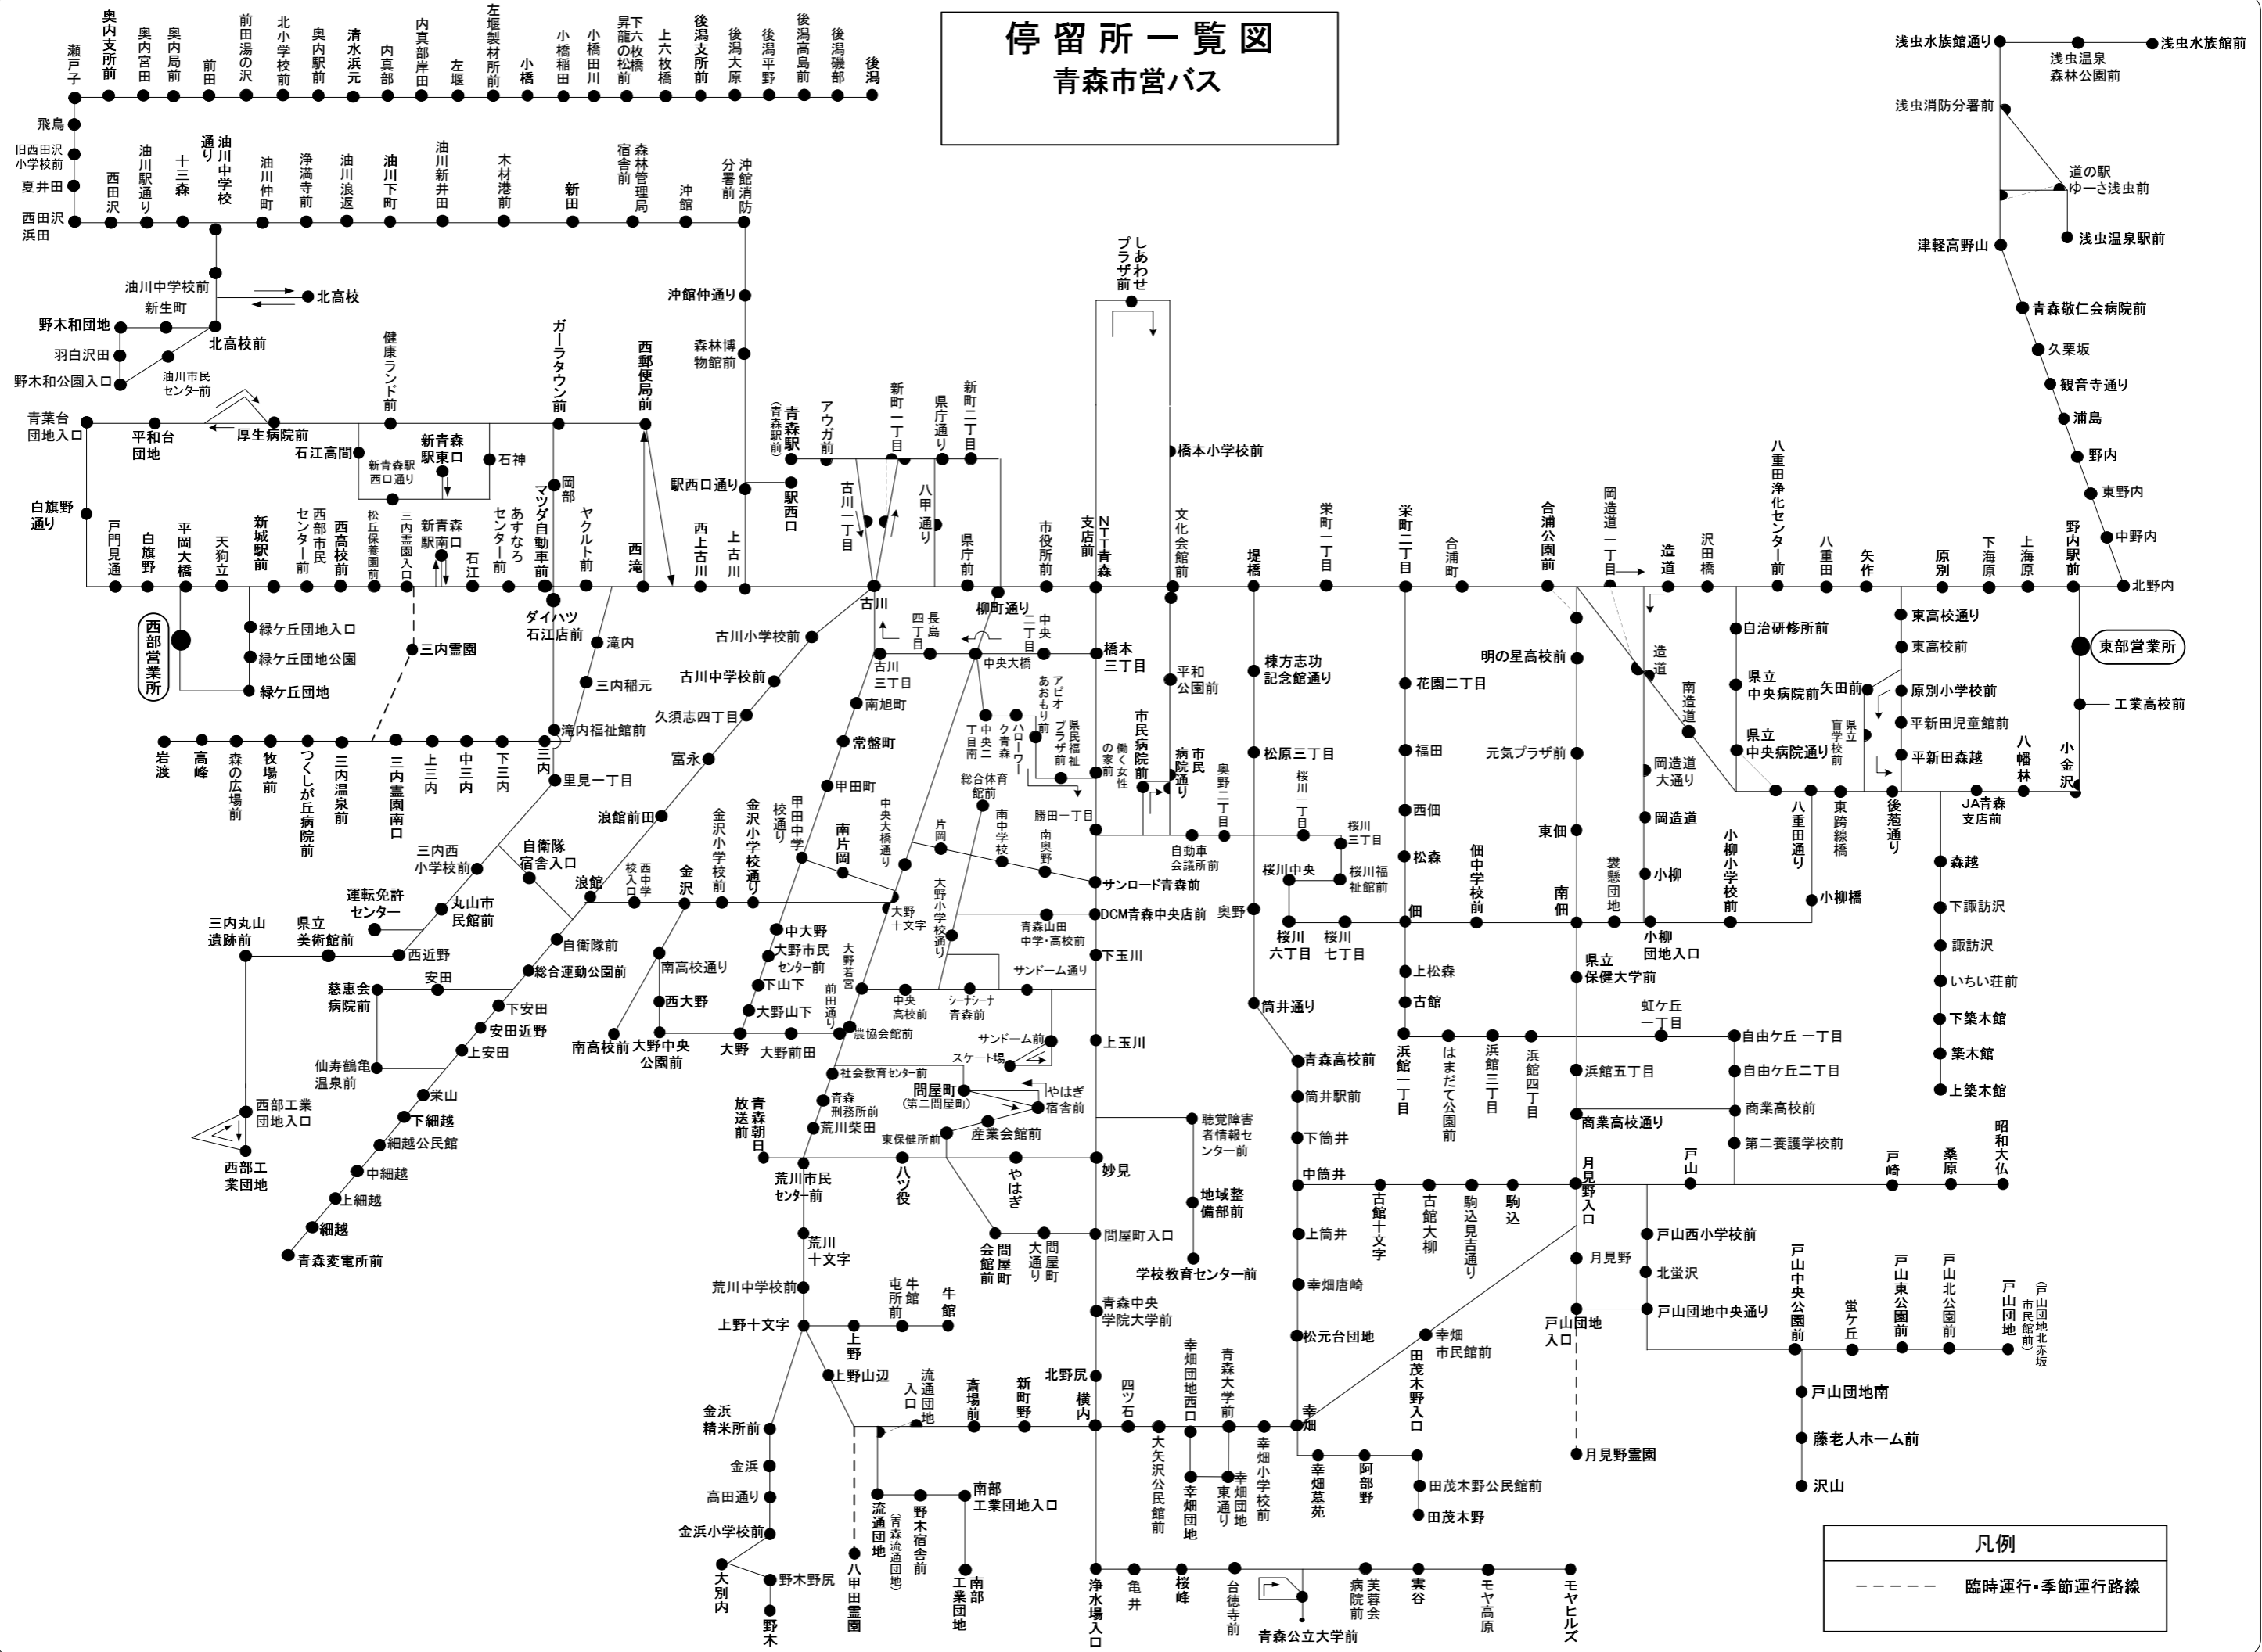 停留所一覧図
青森市営バス
瀬戸子
奥内支所前
奥内宮田
奥内局前
前田
前田湯の沢
北小学校前
奥内駅前
清水浜元
内真部
内真部岸田
左堰
左堰製材所前
小橋
小橋稲田
小橋田川
下六枚橋
昇龍の松前
上六枚橋
後潟支所前
後潟大原
後潟平野
後潟高島前
後潟磯部
後潟
飛鳥
旧西田沢
小学校前
夏井田
西田沢
浜田
西田沢
油川駅通り
十三森
油川中学校
通り
油川仲町
浄満寺前
油川浪返
油川下町
油川新井田
木材港前
新田
森林管理局
宿舎前
沖館
沖館消防
分署前
油川中学校前
新生町
北高校
野木和団地
羽白沢田
野木和公園入口
北高校前
油川市民
センター前
沖館仲通り
森林博
物館前
駅西口通り
駅西口
青葉台
団地入口
平和台
団地
厚生病院前
健康ランド前
石江高間
新青森駅
西口通り
新青森
駅東口
石神
ガーラタウン前
岡部
西郵便局前
青森駅
(青森駅前)
アウガ前
新町一丁目
県庁通り
新町二丁目
古川一丁目
八甲通り
しあわせ
プラザ前
橋本小学校前
白旗野
通り
戸門見通
白旗野
平岡大橋
天狗立
新城駅前
西部市民
センター前
西高校前
松丘保養園前
三内霊園入口
新青森
駅南口
石江
あすなろ
センター前
マツダ自動車前
ヤクルト前
西滝
西上古川
上古川
古川
県庁前
柳町通り
市役所前
NTT青森
支店前
文化会館前
堤橋
栄町一丁目
栄町二丁目
合浦町
合浦公園前
岡造道一丁目
造道
沢田橋
八重田浄化センター前
八重田
矢作
原別
下海原
上海原
野内駅前
北野内
浅虫水族館通り
浅虫温泉
森林公園前
浅虫水族館前
浅虫消防分署前
道の駅
ゆーさ浅虫前
浅虫温泉駅前
津軽高野山
青森敬仁会病院前
久栗坂
観音寺通り
浦島
野内
東野内
中野内
西部営業所
緑ケ丘団地入口
緑ケ丘団地公園
緑ケ丘団地
三内霊園
ダイハツ
石江店前
滝内
三内稲元
滝内福祉館前
里見一丁目
岩渡
高峰
森の広場前
牧場前
つくしが丘病院前
三内温泉前
三内霊園南口
上三内
中三内
下三内
三内
三内西
小学校前
丸山市
民館前
運転免許
センター
西近野
県立
美術館前
三内丸山
遺跡前
西部工業
団地入口
西部工
業団地
古川小学校前
古川中学校前
久須志四丁目
富永
浪館前田
浪館
自衛隊
宿舎入口
自衛隊前
総合運動公園前
安田
慈恵会
病院前
仙寿鶴亀
温泉前
下安田
安田近野
上安田
栄山
下細越
細越公民館
中細越
上細越
細越
青森変電所前
西中学
校入口
金沢
金沢小学校前
金沢小学校通り
南高校通り
西大野
南高校前
大野中央
公園前
古川
三丁目
長島
四丁目
中央大橋
中央
二丁目
橋本
三丁目
南旭町
常盤町
甲田町
甲田中学
校通り
南片岡
中大野
大野市民
センター前
下山下
大野山下
大野
大野前田
農協会館前
中央大橋通り
大野
十文字
大野若宮
前田通り
中央二
丁目南
ハローワー
ク青森
アピオ
あおもり前
県民福祉
プラザ前
働く女性
の家前
総合体育
館前
片岡
南中学校
南奥野
サンロード青森前
勝田一丁目
大野小学校通り
青森山田
中学・高校前
DCM青森中央店前
下玉川
サンドーム通り
中央
高校前
シーナシーナ
青森前
サンドーム前
スケート場
上玉川
社会教育センター前
青森
刑務所前
荒川柴田
問屋町
(第二問屋町)
やはぎ
宿舎前
産業会館前
東保健所前
青森朝日
放送前
荒川市民
センター前
八ツ役
やはぎ
妙見
問屋町
会館前
問屋町
大通り
問屋町入口
荒川
十文字
荒川中学校前
上野十文字
上野
牛館
屯所前
牛館
上野山辺
青森中央
学院大学前
北野尻
平和
公園前
市民病院前
市民
病院通り
自動車
会議所前
奥野二丁目
桜川一丁目
桜川
三丁目
桜川福
祉館前
桜川中央
桜川
六丁目
桜川
七丁目
棟方志功
記念館通り
松原三丁目
奥野
筒井通り
青森高校前
筒井駅前
下筒井
中筒井
上筒井
幸畑唐崎
松元台団地
聴覚障害
者情報セ
ンター前
地域整
備部前
学校教育センター前
花園二丁目
福田
西佃
松森
佃
上松森
古館
浜館一丁目
はまだて公園前
浜館三丁目
浜館四丁目
虹ケ丘
一丁目
自由ケ丘 一丁目
自由ケ丘二丁目
商業高校前
第二養護学校前
佃中学校前
南佃
雲懸団地
小柳
団地入口
小柳小学校前
小柳橋
明の星高校前
元気プラザ前
東佃
県立
保健大学前
浜館五丁目
商業高校通り
造道
南造道
岡造道
大通り
岡造道
小柳
自治研修所前
県立
中央病院前
県立
中央病院通り
八重田通り
東跨線橋
県立
盲学校前
後萢通り
東高校通り
東高校前
矢田前
原別小学校前
平新田児童館前
平新田森越
JA青森
支店前
八幡林
小金沢
東部営業所
工業高校前
森越
下諏訪沢
諏訪沢
いちい荘前
下築木館
築木館
上築木館
古館十文字
古館大柳
駒込見吉通り
駒込
月見野入口
戸山
戸崎
桑原
昭和大仏
月見野
戸山団地
入口
月見野霊園
戸山西小学校前
北蛍沢
戸山団地中央通り
戸山中央公園前
蛍ケ丘
戸山東公園前
戸山北公園前
戸山団地
(戸山団地北赤坂
市民館前)
戸山団地南
藤老人ホーム前
沢山
幸畑
市民館前
田茂木野入口
幸畑
幸畑墓苑
阿部野
田茂木野公民館前
田茂木野
金浜
精米所前
金浜
高田通り
金浜小学校前
大別内
野木野尻
野木
八甲田霊園
流通団地
入口
斎場前
新町野
横内
四ツ石
大矢沢公民館前
幸畑団地西口
青森大学前
幸畑団地
幸畑団地
東通り
幸畑小学校前
流通団地
(青森流通団地)
野木宿舎前
南部
工業団地入口
南部
工業団地
浄水場入口
亀井
桜峰
台徳寺前
青森公立大学前
芙蓉会
病院前
雲谷
モヤ高原
モヤヒルズ
凡例
臨時運行・季節運行路線